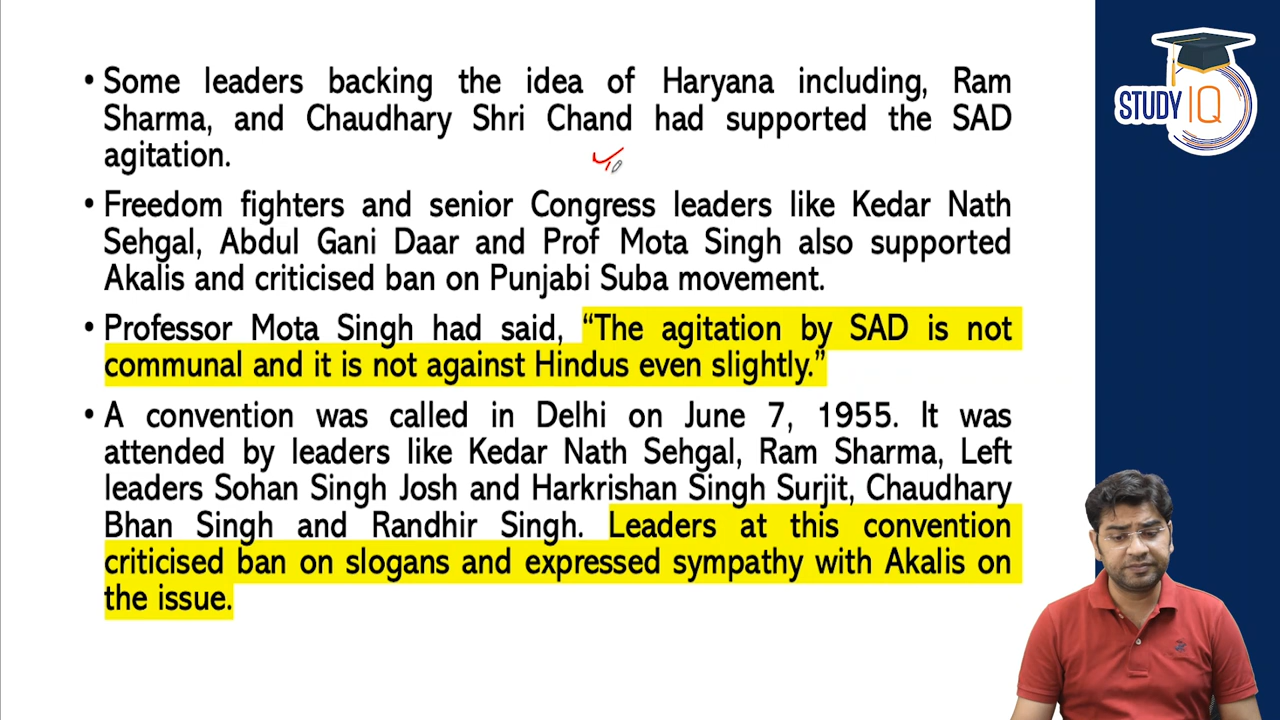 • Some leaders backing the idea of Haryana including, Ram
Sharma, and Chaudhary Shri Chand had supported the SAD
agitation.
• Freedom fighters and senior Congress leaders like Kedar Nath
Sehgal, Abdul Gani Daar and Prof Mota Singh also supported
Akalis and criticised ban on Punjabi Suba movement.
• Professor Mota Singh had said, “The agitation by SAD is not
communal and it is not against Hindus even slightly.”
• A convention was called in Delhi on June 7, 1955. It was
attended by leaders like Kedar Nath Sehgal, Ram Sharma, Left
leaders Sohan Singh Josh and Harkrishan Singh Surjit, Chaudhary
Bhan Singh and Randhir Singh. Leaders at this convention
criticised ban on slogans and expressed sympathy with Akalis on
the issue.
STUDY IQ